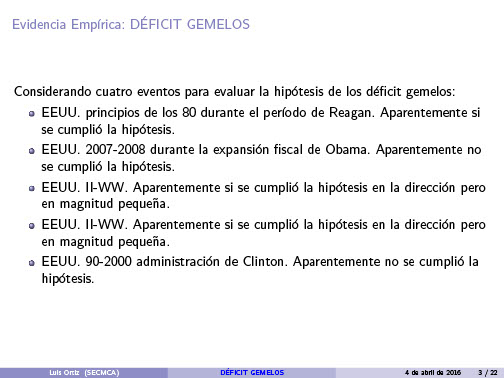 Evidencia Empírica: DÉFICIT GEMELOS
Considerando cuatro eventos para evaluar la hipótesis de los déficit gemelos:
EEUU. principios de los 80 durante el período de Reagan. Aparentemente si
se cumplió la hipótesis.
EEUU. 2007-2008 durante la expansión fiscal de Obama. Aparentemente no
se cumplió la hipótesis.
EEUU. II-WW. Aparentemente si se cumplió la hipótesis en la dirección pero
en magnitud pequeña.
EEUU. II-WW. Aparentemente si se cumplió la hipótesis en la dirección pero
en magnitud pequeña.
EEUU. 90-2000 administración de Clinton. Aparentemente no se cumplió la
hipótesis.
Luis Ortiz (SECMCA) DÉFICIT GEMELOS 4 de abril de 2016 3 / 22